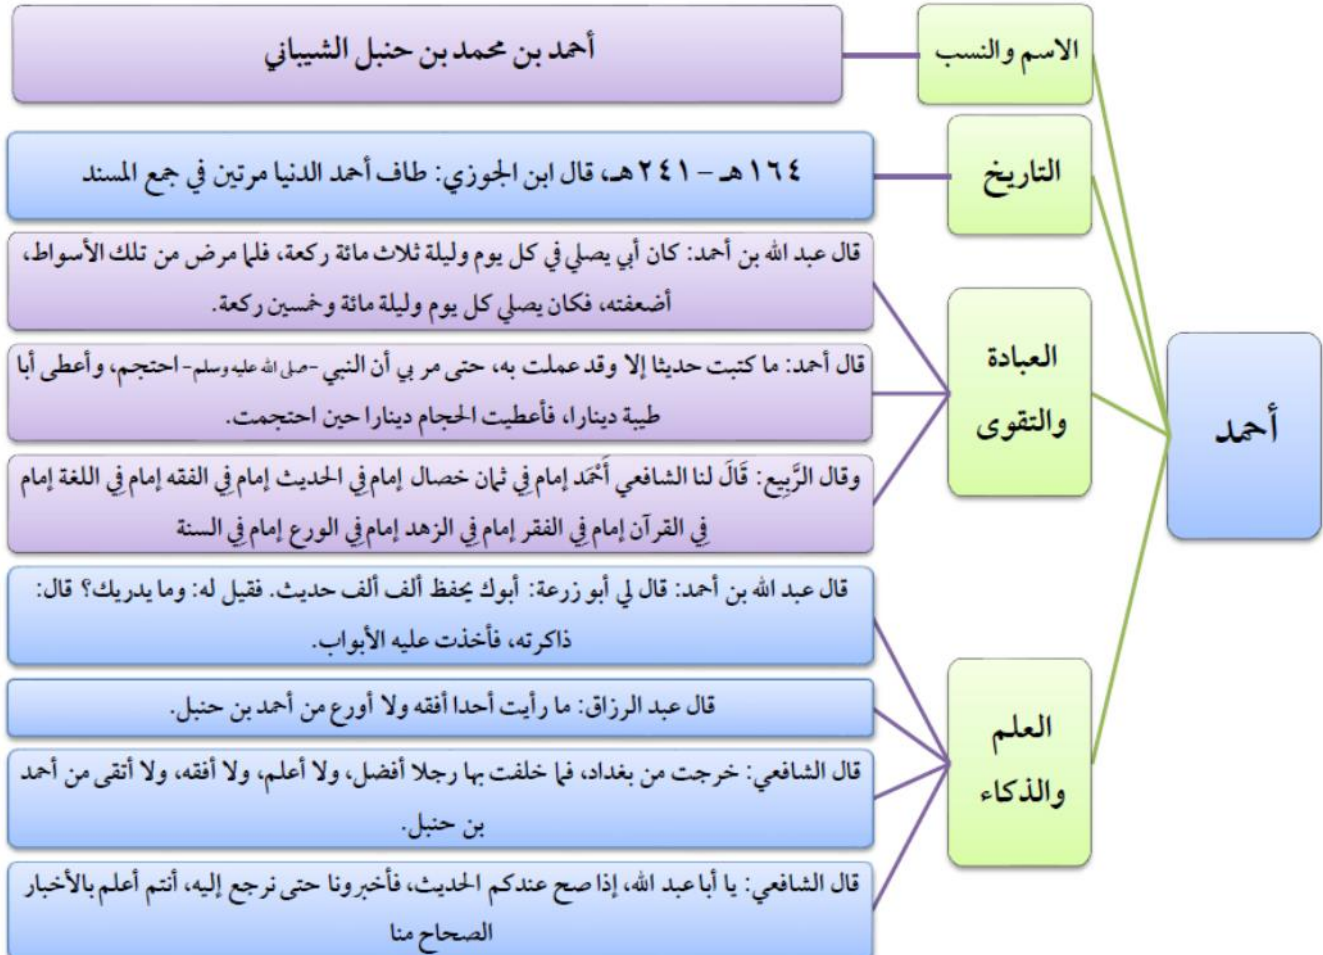 أحمد
الاسم والنسب
أحمد بن محمد بن حنبل الشيباني
التاريخ
١٦٤ هـ – ٢٤١ هـ، قال ابن الجوزي: طاف أحمد الدنيا مرتين في جمع المسند
العبادة
والتقوى
قال عبد الله بن أحمد: كان أبي يصلي في كل يوم وليلة ثلاث مائة ركعة، فلما مرض من تلك الأسواط،
أضعفته، فكان يصلي كل يوم وليلة مائة وخمسين ركعة.
قال أحمد: ما كتبت حديثا إلا وقد عملت به، حتى مر بي أن النبي -صلى الله عليه وسلم- احتجم، وأعطى أبا
طيبة دينارا، فأعطيت الحجام دينارا حين احتجمت.
وقال الرَّبِيع: قَالَ لنا الشافعي أَحْمَد إمام في ثمان خصال إمام فِي الحديث إمام فِي الفقه إمام فِي اللغة إمام
فِي القرآن إمام فِي الفقر إمام فِي الزهد إمام فِي الورع إمام فِي السنة
العلم
والذكاء
قال عبد الله بن أحمد: قال لي أبو زرعة: أبوك يحفظ ألف ألف حديث. فقيل له: وما يدريك؟ قال:
ذاكرته، فأخذت عليه الأبواب.
قال عبد الرزاق: ما رأيت أحدا أفقه ولا أورع من أحمد بن حنبل.
قال الشافعي: خرجت من بغداد، فما خلفت بها رجلا أفضل، ولا أعلم، ولا أفقه، ولا أتقى من أحمد
بن حنبل.
قال الشافعي: يا أبا عبد الله، إذا صح عندكم الحديث، فأخبرونا حتى نرجع إليه، أنتم أعلم بالأخبار
الصحاح منا